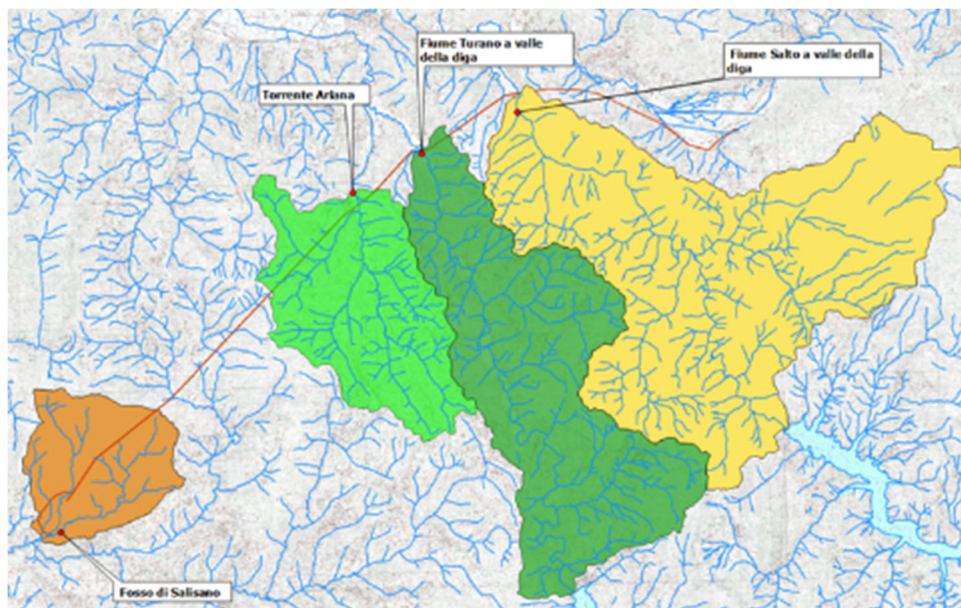 Fiume Turano a valle
della diga
Fiume Salto a valle della
diga
Torrente Ariana
Fosso di Salisano